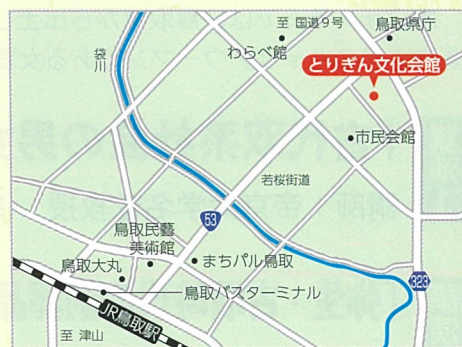 至 国道9号
鳥取県庁
わらべ館
袋川
とりぎん文化会館
市民会館
若桜街道
53
鳥取民藝
美術館
まちパル鳥取
鳥取大丸
323
鳥取バスターミナル
JR鳥取駅
至 津山